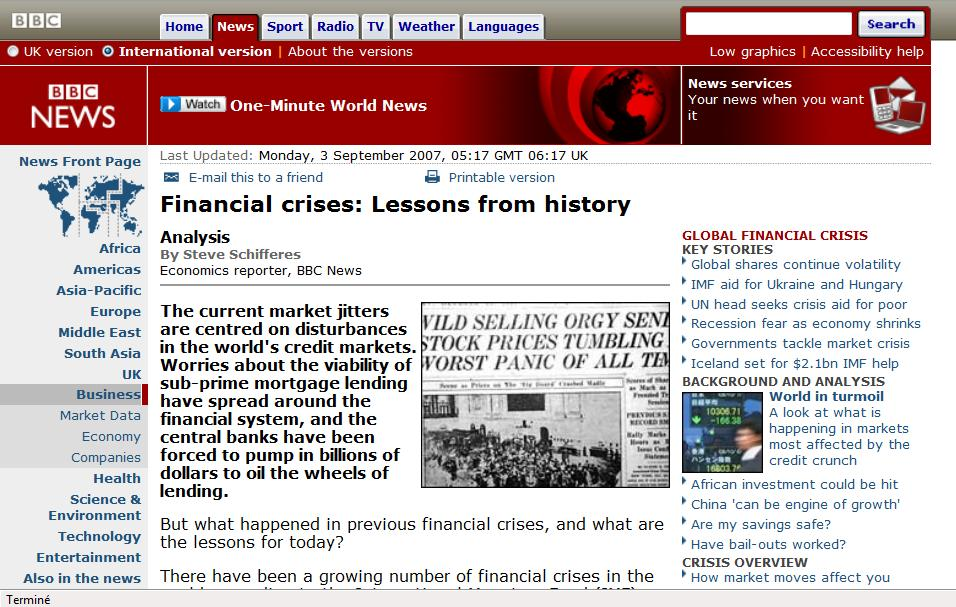 BBC
Home News Sport Radio TV Weather Languages
Search
UK version International version | About the versions
Low graphics | Accessibility help
BBC
NEWS
Watch One-Minute World News
News services
Your news when you want
it
News Front Page
Africa
Americas
Asia-Pacific
Europe
Middle East
South Asia
UK
Business
Market Data
Economy
Companies
Health
Science &
Environment
Technology
Entertainment
Also in the news
Last Updated: Monday, 3 September 2007, 05:17 GMT 06:17 UK
E-mail this to a friend
Printable version
Financial crises: Lessons from history
Analysis
By Steve Schifferes
Economics reporter, BBC News
The current market jitters
are centred on disturbances
in the world's credit markets.
Worries about the viability of
sub-prime mortgage lending
have spread around the
financial system, and the
central banks have been
forced to pump in billions of
dollars to oil the wheels of
lending.
WILD SELLING ORGY SEN
STOCK PRICES TUMBLING
WORST PANIC OF ALL
But what happened in previous financial crises, and what are
the lessons for today?
There have been a growing number of financial crises in the
GLOBAL FINANCIAL CRISIS
KEY STORIES
Global shares continue volatility
IMF aid for Ukraine and Hungary
UN head seeks crisis aid for poor
Recession fear as economy shrinks
Governments tackle market crisis
Iceland set for $2.1bn IMF help
BACKGROUND AND ANALYSIS
10306.71
-166.38
ハンセン指数
World in turmoil
A look at what is
happening in markets
most affected by the
credit crunch
African investment could be hit
China 'can be engine of growth'
Are my savings safe?
Have bail-outs worked?
CRISIS OVERVIEW
How market moves affect you
Terminé